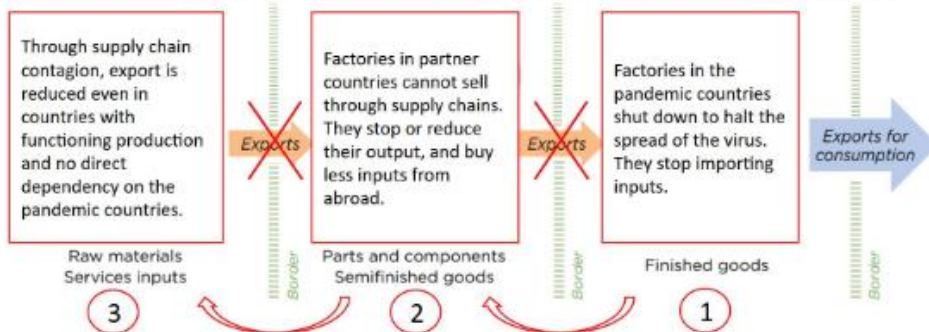 Through supply chain
contagion, export is
reduced even in
countries with
functioning production
and no direct
dependency on the
pandemic countries.
Exports
Factories in partner
countries cannot sell
through supply chains.
They stop or reduce
their output, and buy
less inputs from
abroad.
Exports
Factories in the
pandemic countries
shut down to halt the
spread of the virus.
They stop importing
inputs.
Exports for
consumption
Raw materials
Services inputs
Border
Parts and components
Semifinished goods
Border
Finished goods
Border
3
2
1